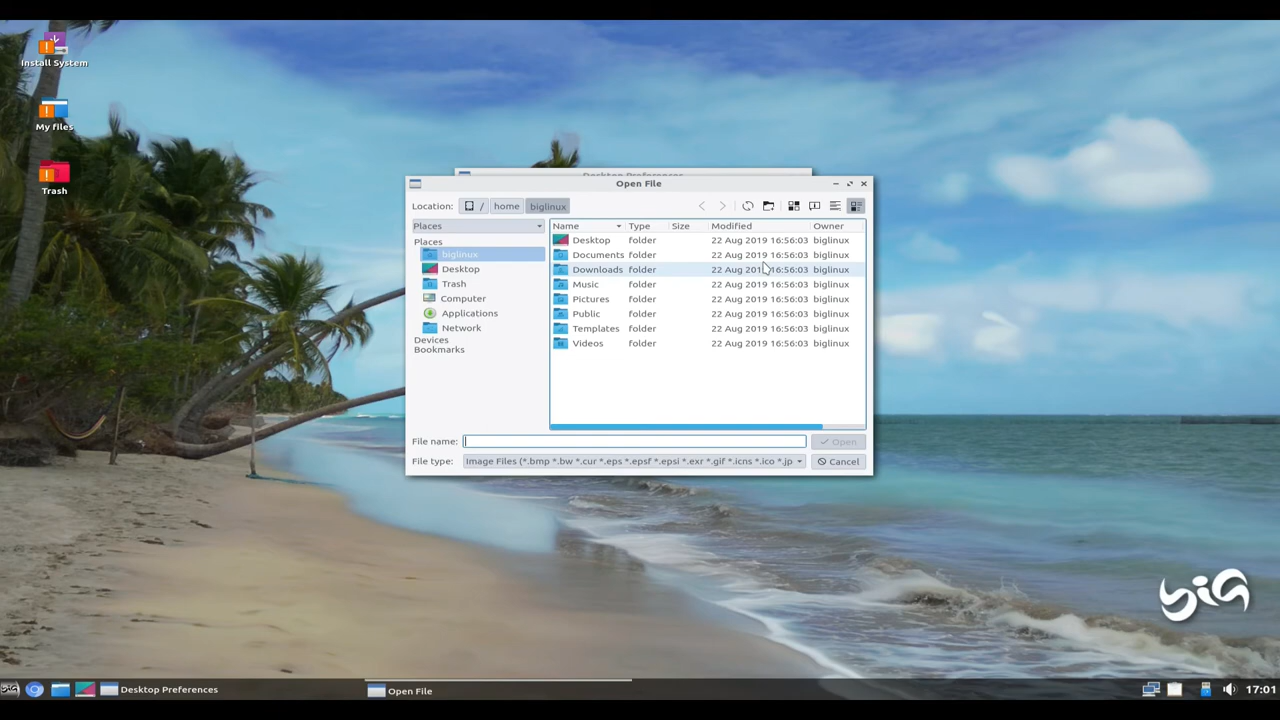 Install System
My files
Trash
Open File
Location: / home biglinux
Places
Places
biglinux
Desktop
Trash
Computer
Applications
Network
Devices
Bookmarks
Name Type Size Modified Owner
Desktop folder 22 Aug 2019 16:56:03 biglinux
Documents folder 22 Aug 2019 16:56:03 biglinux
Downloads folder 22 Aug 2019 16:56:03 biglinux
Music folder 22 Aug 2019 16:56:03 biglinux
Pictures folder 22 Aug 2019 16:56:03 biglinux
Public folder 22 Aug 2019 16:56:03 biglinux
Templates folder 22 Aug 2019 16:56:03 biglinux
Videos folder 22 Aug 2019 16:56:03 biglinux
File name: Open
File type: Image Files (*.bmp *.bw *.cur *.eps *.epsf *.epsi *.exr *.gif *.icns *.ico *.jp Cancel
BiG
Desktop Preferences
Open File
17:01